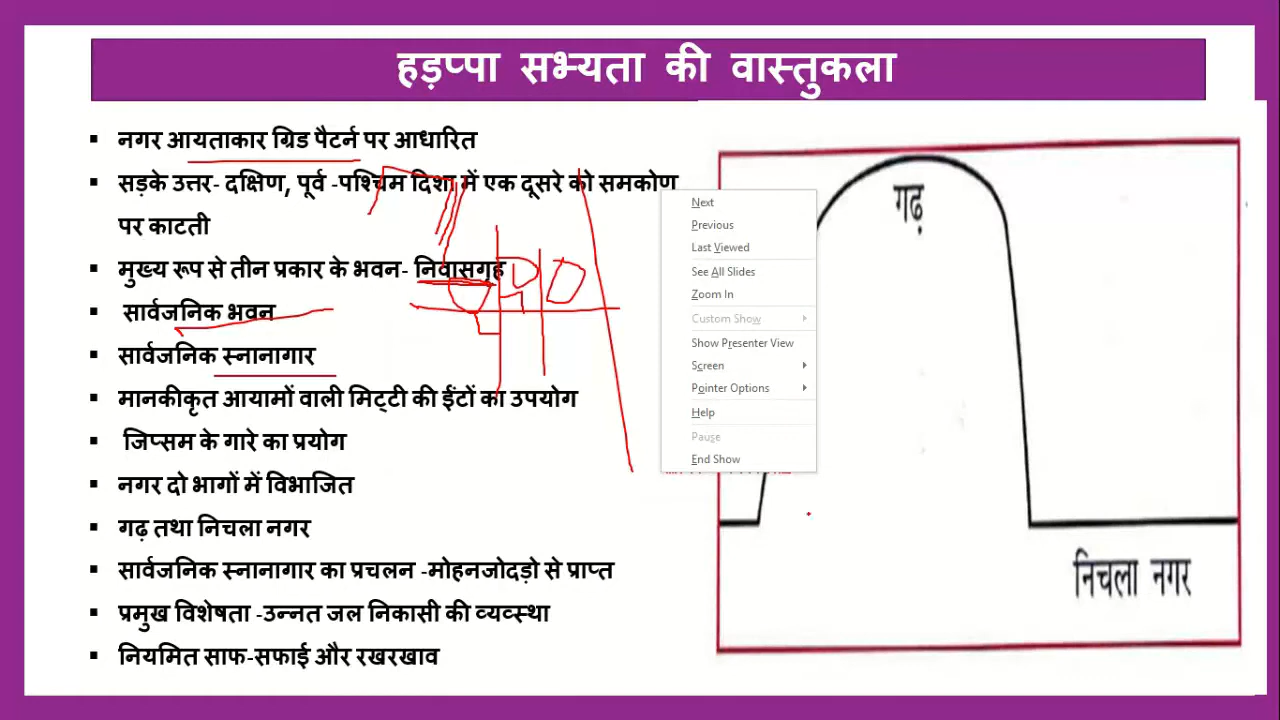 हड़प्पा सभ्यता की वास्तुकला
▪ नगर आयताकार ग्रिड पैटर्न पर आधारित
▪ सड़के उत्तर- दक्षिण, पूर्व -पश्चिम दिशा में एक दूसरे को समकोण
पर काटती
▪ मुख्य रूप से तीन प्रकार के भवन- निवासगृह
▪ सार्वजनिक भवन
▪ सार्वजनिक स्नानागार
▪ मानकीकृत आयामों वाली मिट्टी की ईंटों का उपयोग
▪ जिप्सम के गारे का प्रयोग
▪ नगर दो भागों में विभाजित
▪ गढ़ तथा निचला नगर
▪ सार्वजनिक स्नानागार का प्रचलन -मोहनजोदड़ो से प्राप्त
▪ प्रमुख विशेषता -उन्नत जल निकासी की व्यव्स्था
▪ नियमित साफ-सफाई और रखरखाव
Next
Previous
Last Viewed
See All Slides
Zoom In
Custom Show
Show Presenter View
Screen
Pointer Options
Help
Pause
End Show
गढ़
निचला नगर